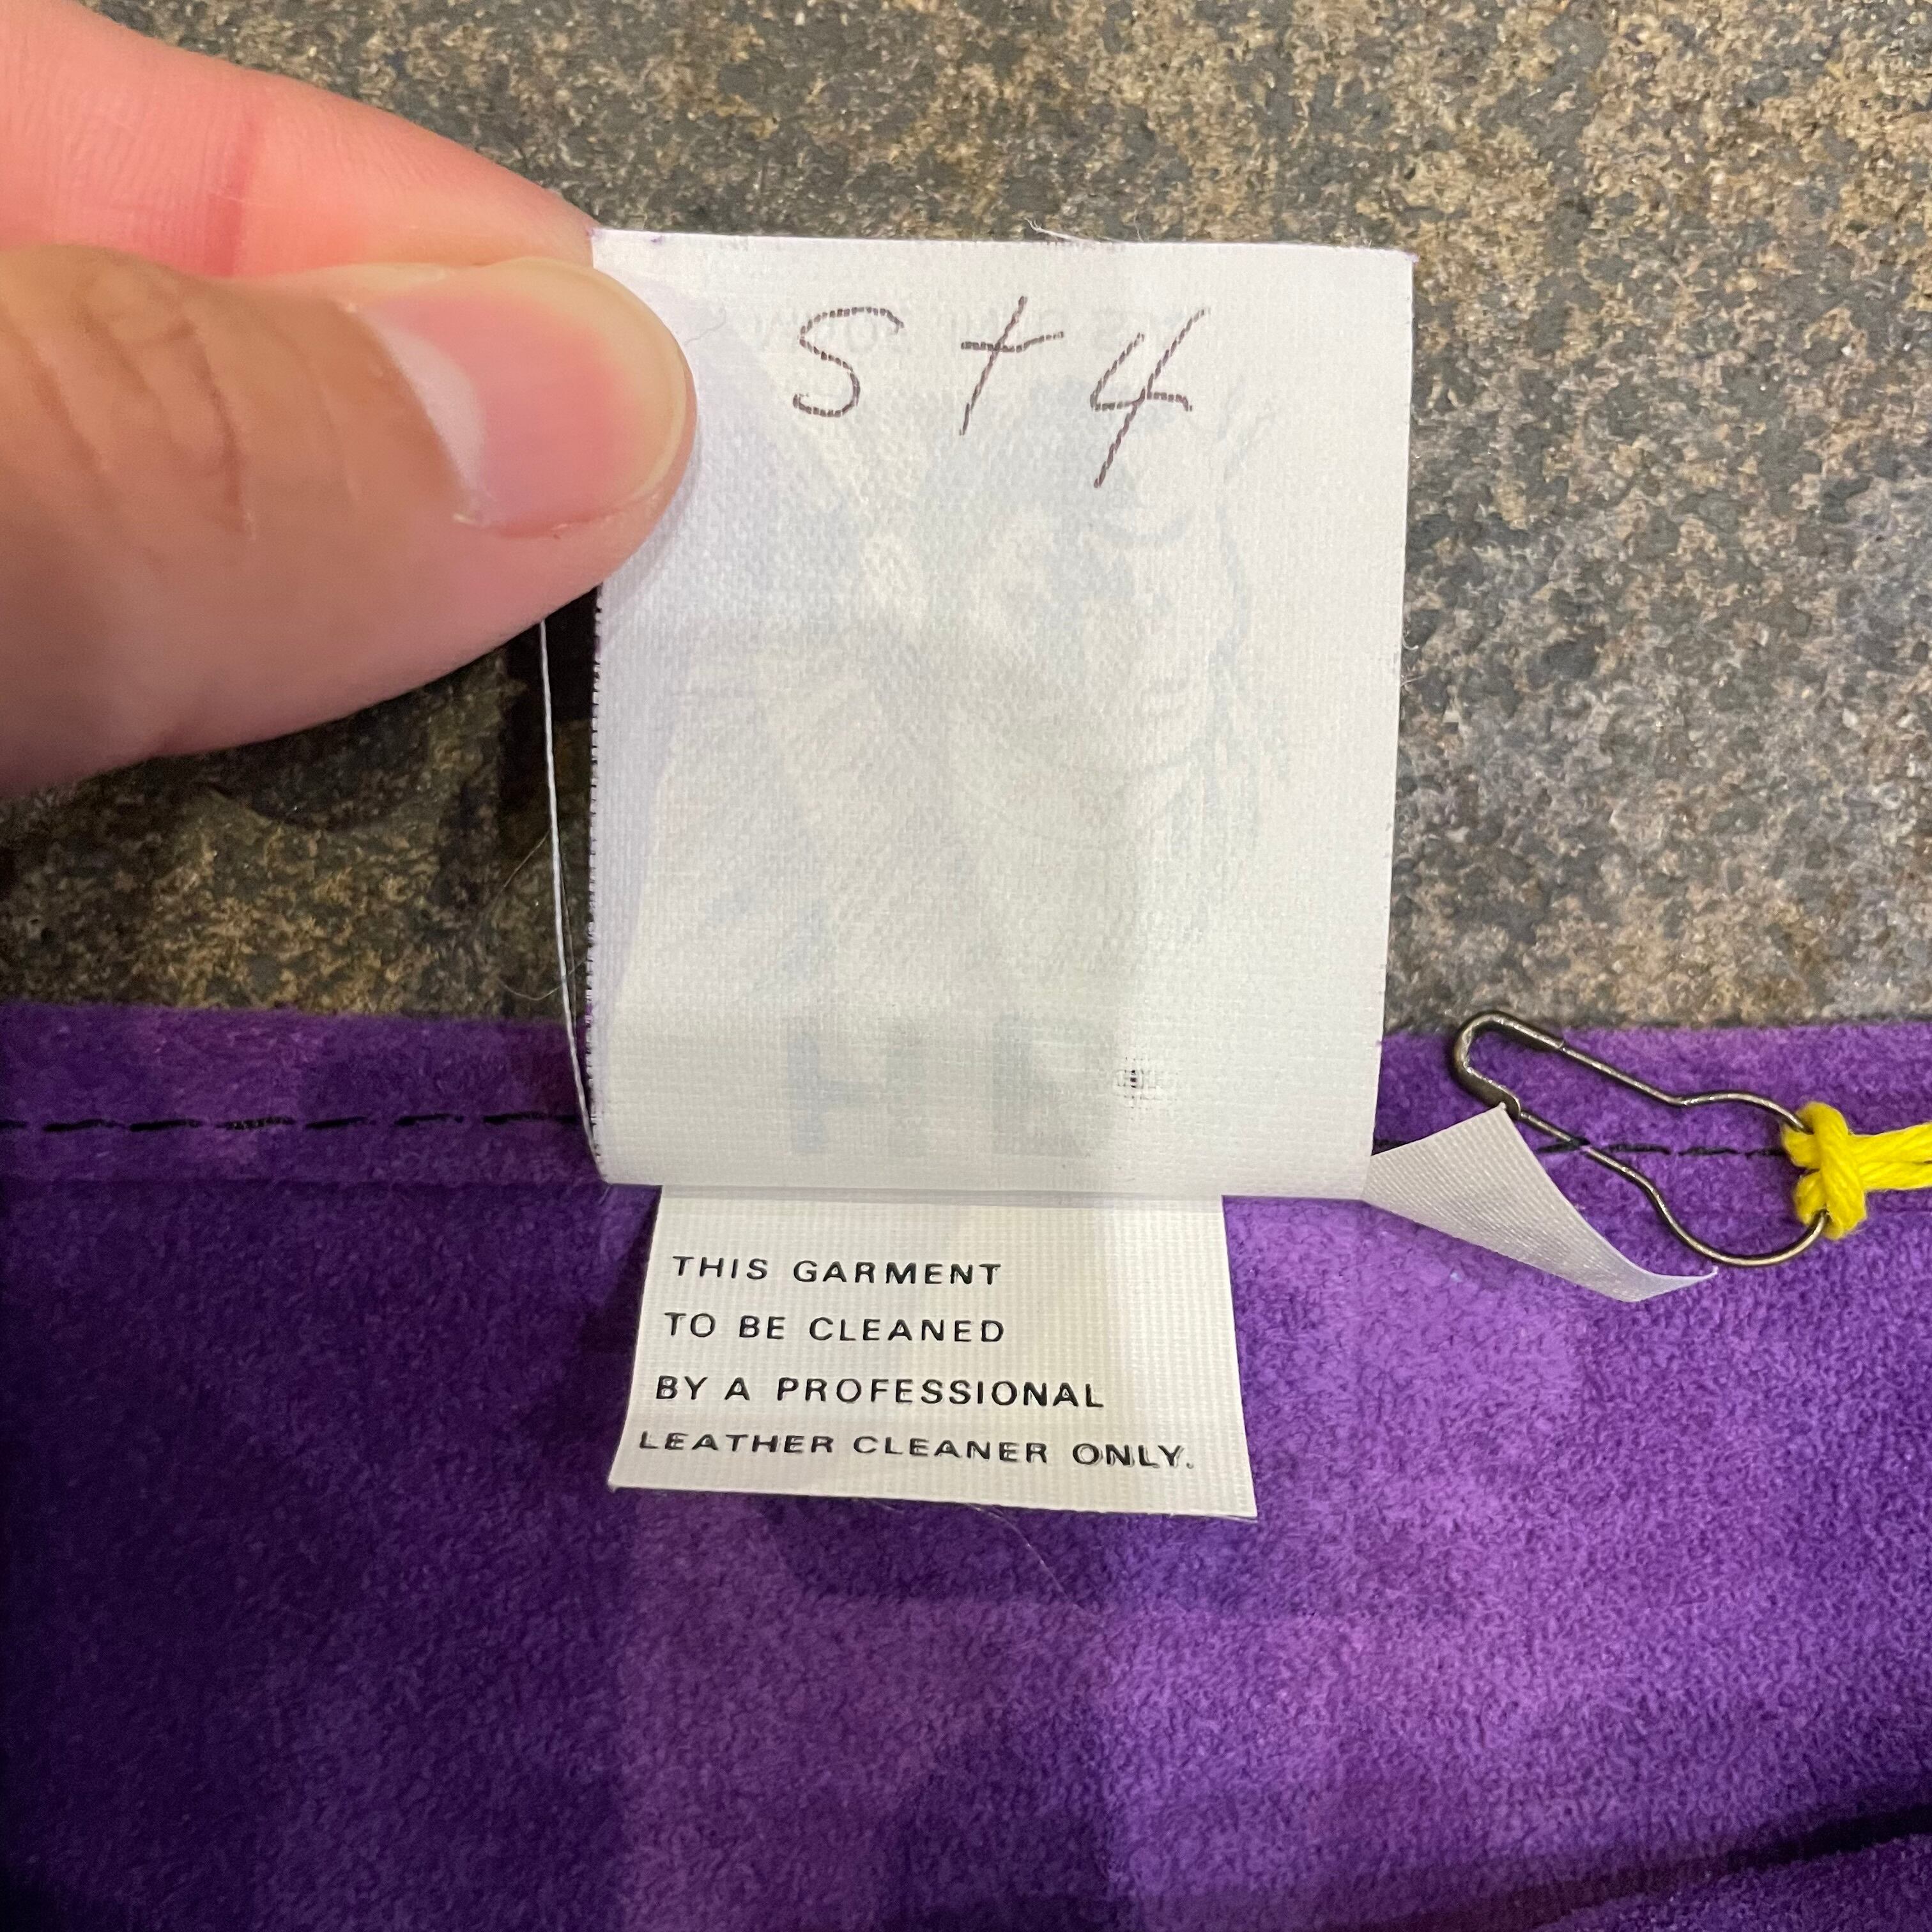 S + 4
THIS GARMENT
TO BE CLEANED
BY A PROFESSIONAL
LEATHER CLEANER ONLY.